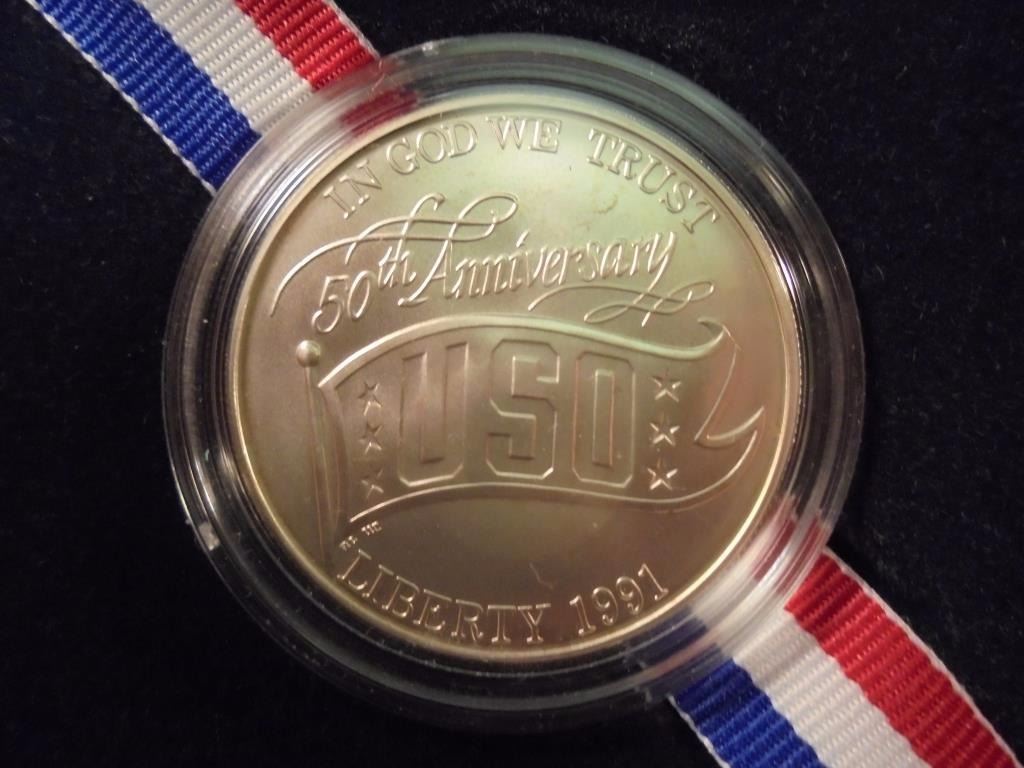 IN GOD WE TRUST
50th Anniversary
USO
LIBERTY 1991